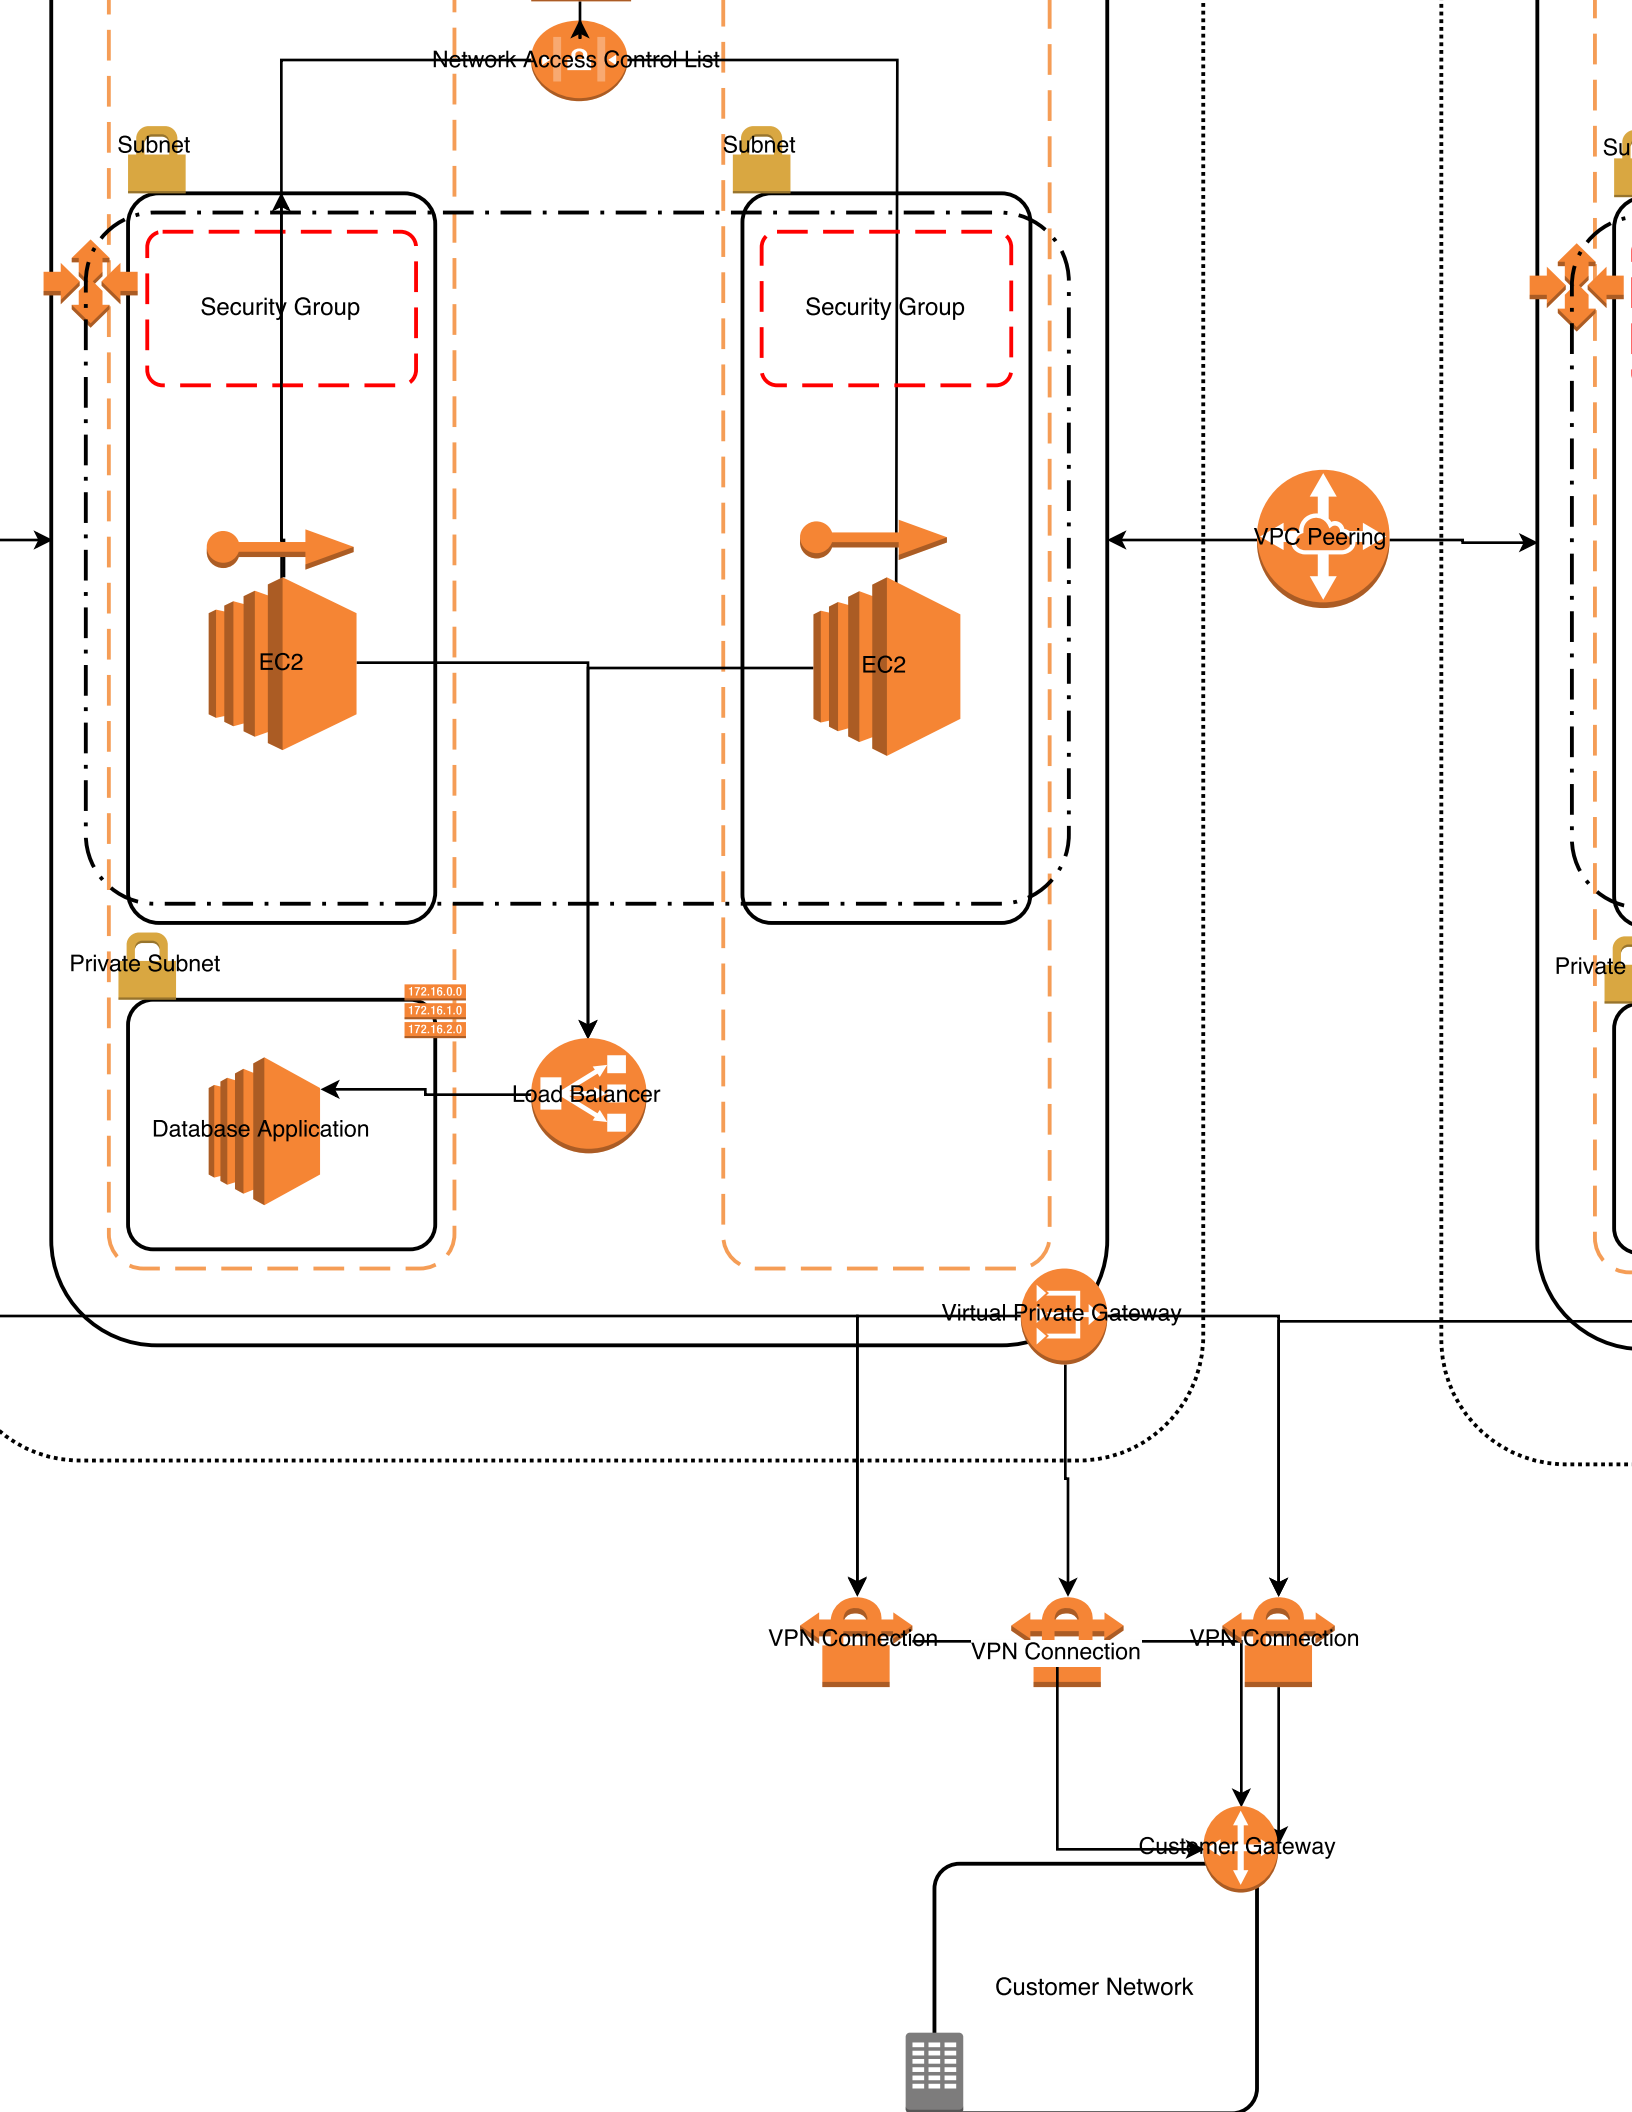 Network Access Control List
Subnet
Subnet
Su
Security Group
Security Group
VPC Peering
EC2
EC2
Private Subnet
Private
172.16.0.0
172.16.1.0
172.16.2.0
Load Balancer
Database Application
Virtual Private Gateway
VPN Connection
VPN Connection
VPN Connection
Customer Gateway
Customer Network